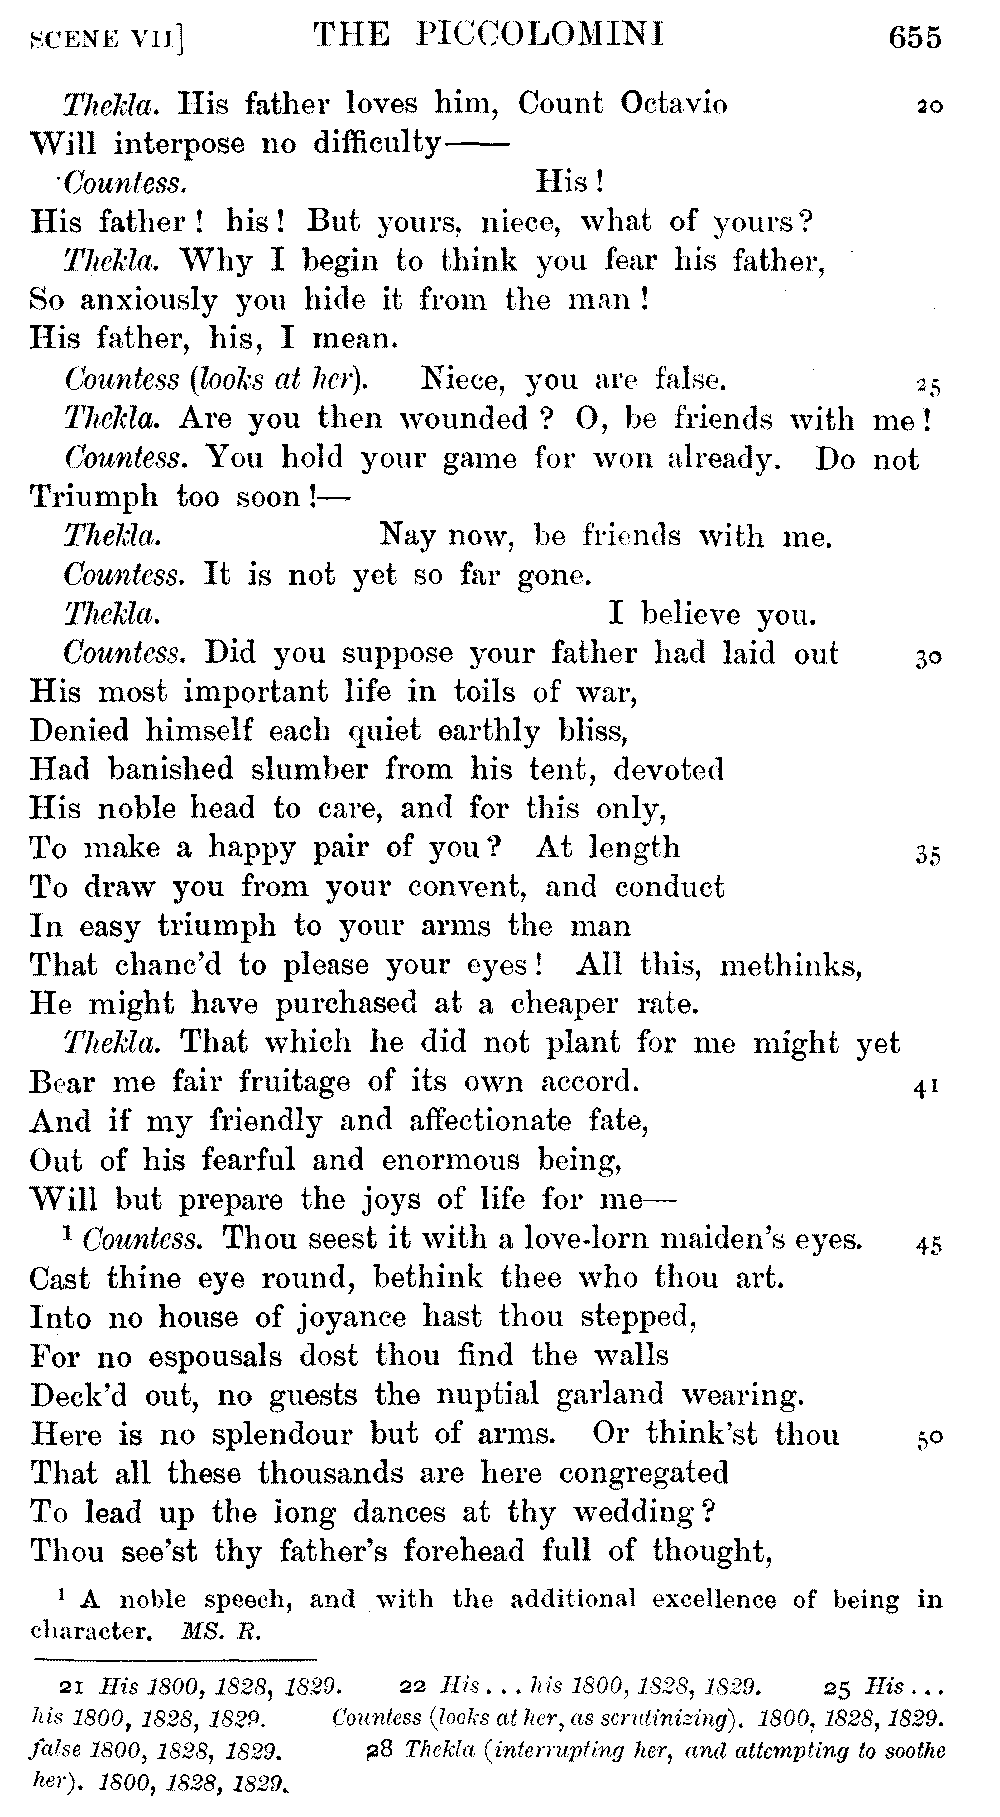 SCENE VII] THE PICCOLOMINI 655
Thekla. His father loves him, Count Octavio 20
Will interpose no difficulty——
Countess. His!
His father! his! But yours, niece, what of yours?
Thekla. Why I begin to think you fear his father,
So anxiously you hide it from the man!
His father, his, I mean.
Countess (looks at her). Niece, you are false. 25
Thekla. Are you then wounded? O, be friends with me!
Countess. You hold your game for won already. Do not
Triumph too soon!—
Thekla. Nay now, be friends with me.
Countess. It is not yet so far gone.
Thekla. I believe you.
Countess. Did you suppose your father had laid out 30
His most important life in toils of war,
Denied himself each quiet earthly bliss,
Had banished slumber from his tent, devoted
His noble head to care, and for this only,
To make a happy pair of you? At length 35
To draw you from your convent, and conduct
In easy triumph to your arms the man
That chanc'd to please your eyes! All this, methinks,
He might have purchased at a cheaper rate.
Thekla. That which he did not plant for me might yet
Bear me fair fruitage of its own accord. 41
And if my friendly and affectionate fate,
Out of his fearful and enormous being,
Will but prepare the joys of life for me—
¹ Countess. Thou seest it with a love-lorn maiden's eyes. 45
Cast thine eye round, bethink thee who thou art.
Into no house of joyance hast thou stepped,
For no espousals dost thou find the walls
Deck'd out, no guests the nuptial garland wearing.
Here is no splendour but of arms. Or think'st thou 50
That all these thousands are here congregated
To lead up the long dances at thy wedding?
Thou see'st thy father's forehead full of thought,
¹ A noble speech, and with the additional excellence of being in
character. MS. R.
21 His 1800, 1828, 1829. 22 His . . . his 1800, 1828, 1829. 25 His . . .
his 1800, 1828, 1829. Countess (looks at her, as scrutinizing). 1800, 1828, 1829.
false 1800, 1828, 1829. 28 Thekla (interrupting her, and attempting to soothe
her). 1800, 1828, 1829.